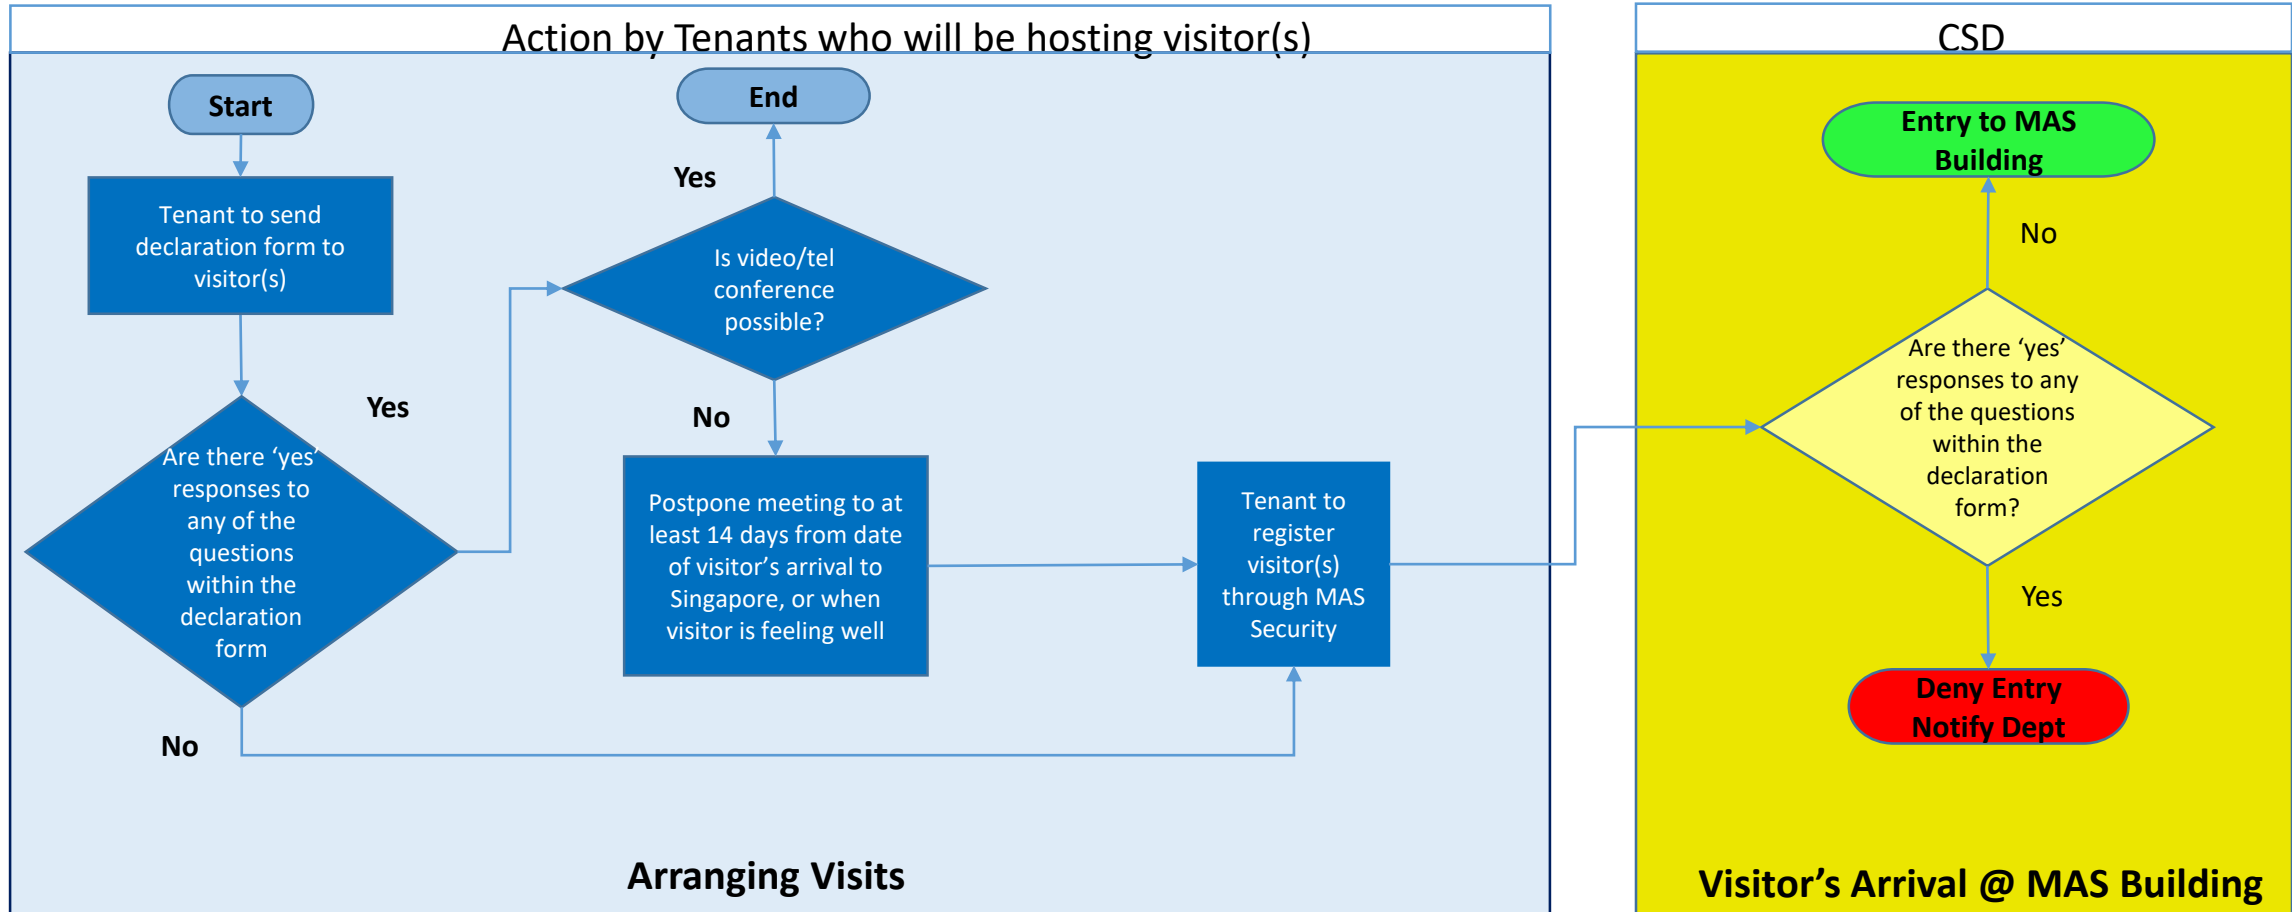 Action by Tenants who will be hosting visitor(s)
Start
Tenant to send
declaration form to
visitor(s)
Yes
Are there ‘yes’
responses to
any of the
questions
within the
declaration
form
No
End
Yes
Is video/tel
conference
possible?
No
Postpone meeting to at
least 14 days from date
of visitor’s arrival to
Singapore, or when
visitor is feeling well
Tenant to
register
visitor(s)
through MAS
Security
Arranging Visits
CSD
Entry to MAS
Building
No
Are there ‘yes’
responses to any
of the questions
within the
declaration
form?
Yes
Deny Entry
Notify Dept
Visitor’s Arrival @ MAS Building